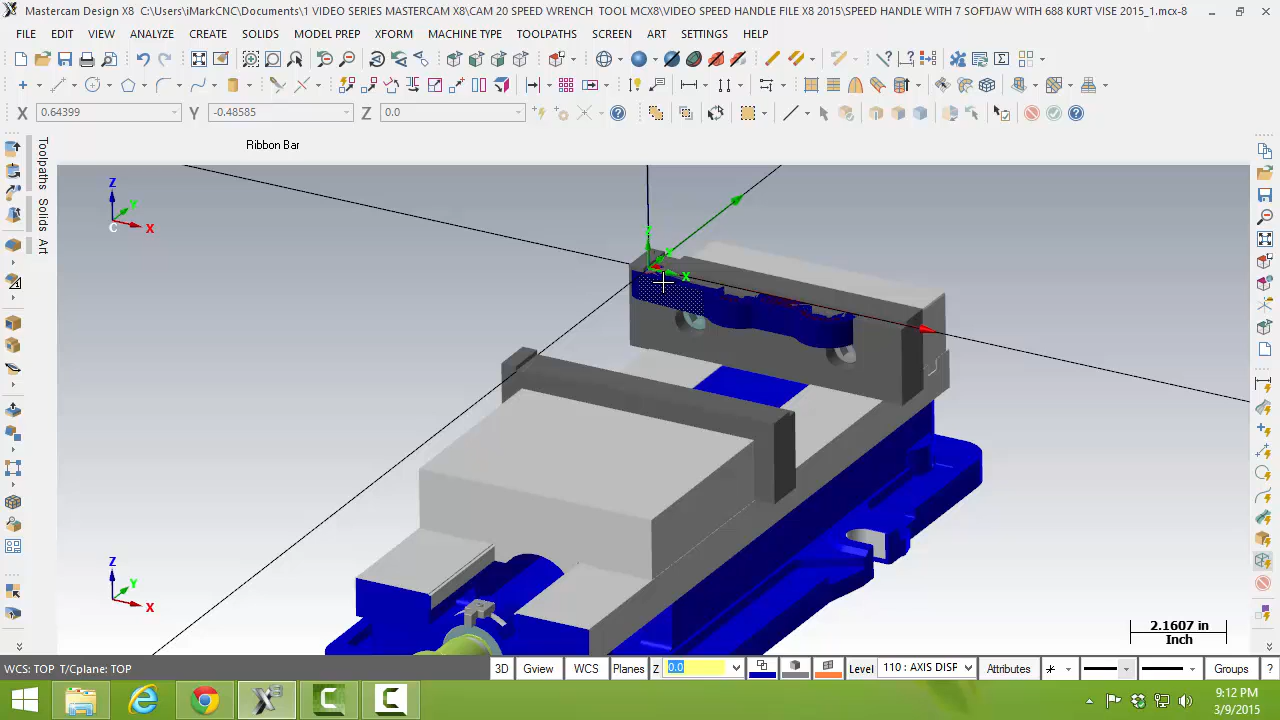 Mastercam Design X8 C:\Users\iMarkCNC\Documents\1 VIDEO SERIES MASTERCAM X8\CAM 20 SPEED WRENCH TOOL MCX8\VIDEO SPEED HANDLE FILE X8 2015\SPEED HANDLE WITH 7 SOFTJAW WITH 688 KURT VISE 2015_1.mcx-8
FILE EDIT VIEW ANALYZE CREATE SOLIDS MODEL PREP XFORM MACHINE TYPE TOOLPATHS SCREEN ART SETTINGS HELP
X 0.64399 Y -0.48585 Z 0.0
Ribbon Bar
Toolpaths
Solids
Art
Z
Y
X
C
Z
Y
X
Z
Y
X
2.1607 in
Inch
WCS: TOP T/Cplane: TOP 3D Gview WCS Planes Z 0.0 Level 110 : AXIS DISF Attributes Groups ?
9:12 PM
3/9/2015